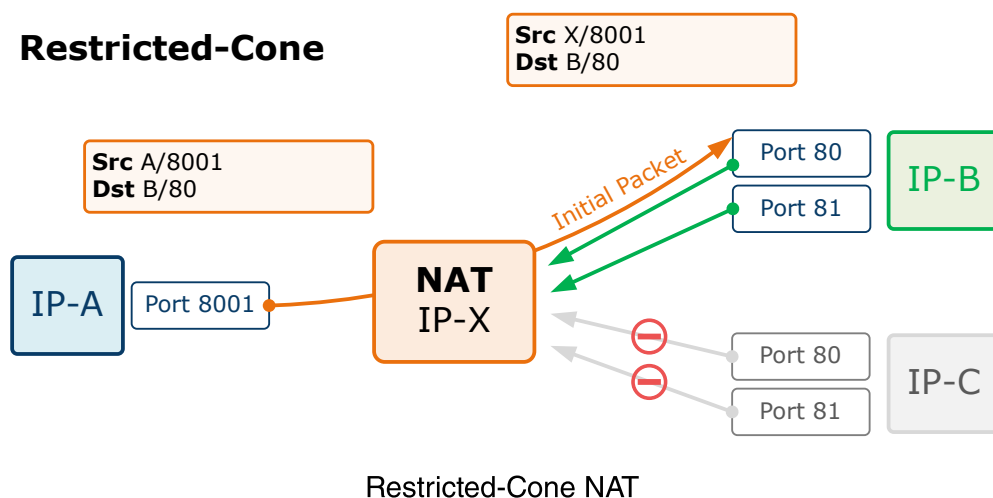 Restricted-Cone
Src X/8001
Dst B/80
Src A/8001
Dst B/80
Initial Packet
Port 80
Port 81
IP-B
IP-A
Port 8001
NAT
IP-X
Port 80
Port 81
IP-C
Restricted-Cone NAT